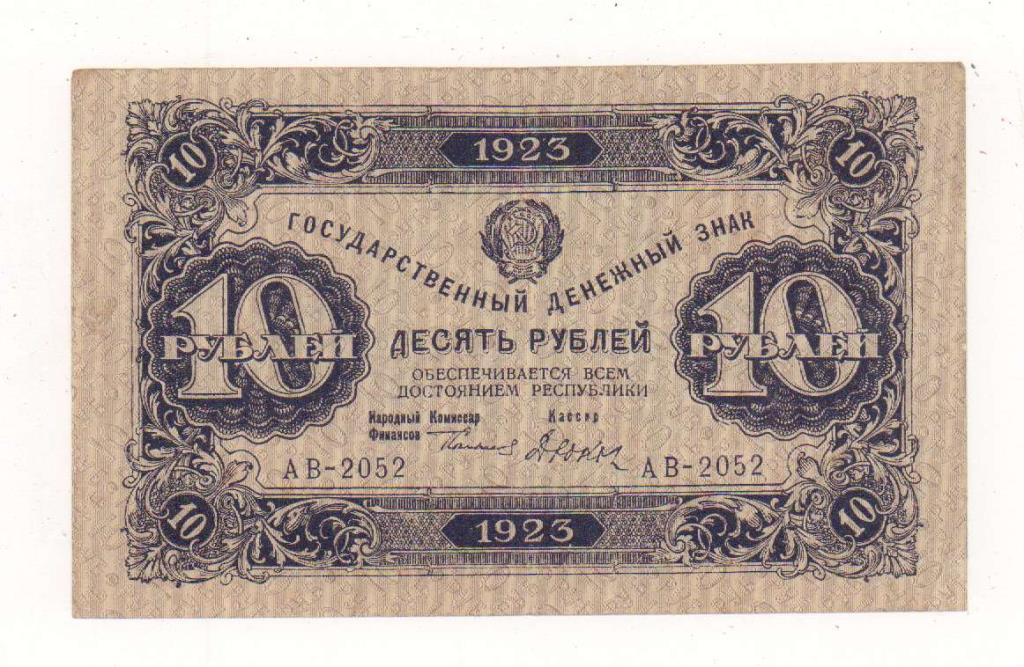 1923
10 10
ГОСУДАРСТВЕННЫЙ ДЕНЕЖНЫЙ ЗНАК
10 РУБЛЕЙ
ДЕСЯТЬ РУБЛЕЙ
10 РУБЛЕЙ
ОБЕСПЕЧИВАЕТСЯ ВСЕМ
ДОСТОЯНИЕМ РЕСПУБЛИКИ
Народный Комиссар
Финансов
Кассир
АВ-2052 АВ-2052
10 10
1923